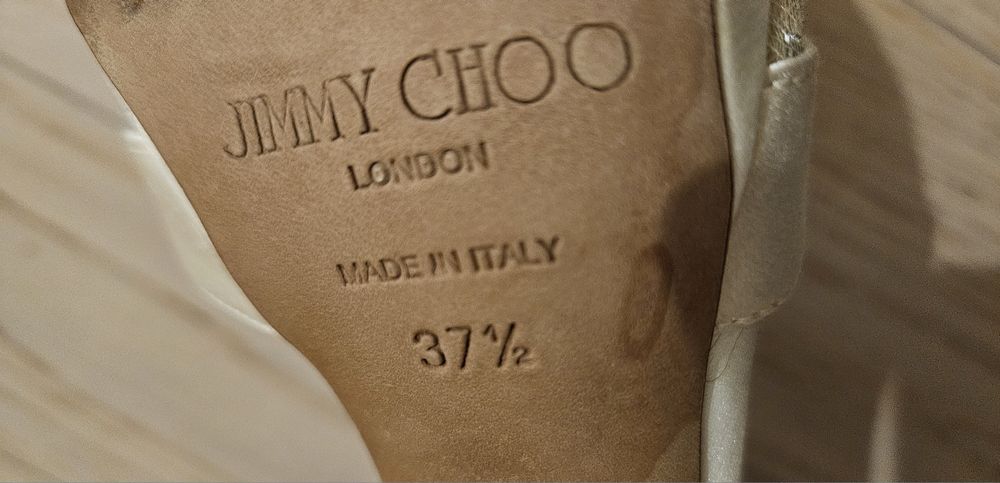 JIMMY CHOO
LONDON
MADE IN ITALY
37½